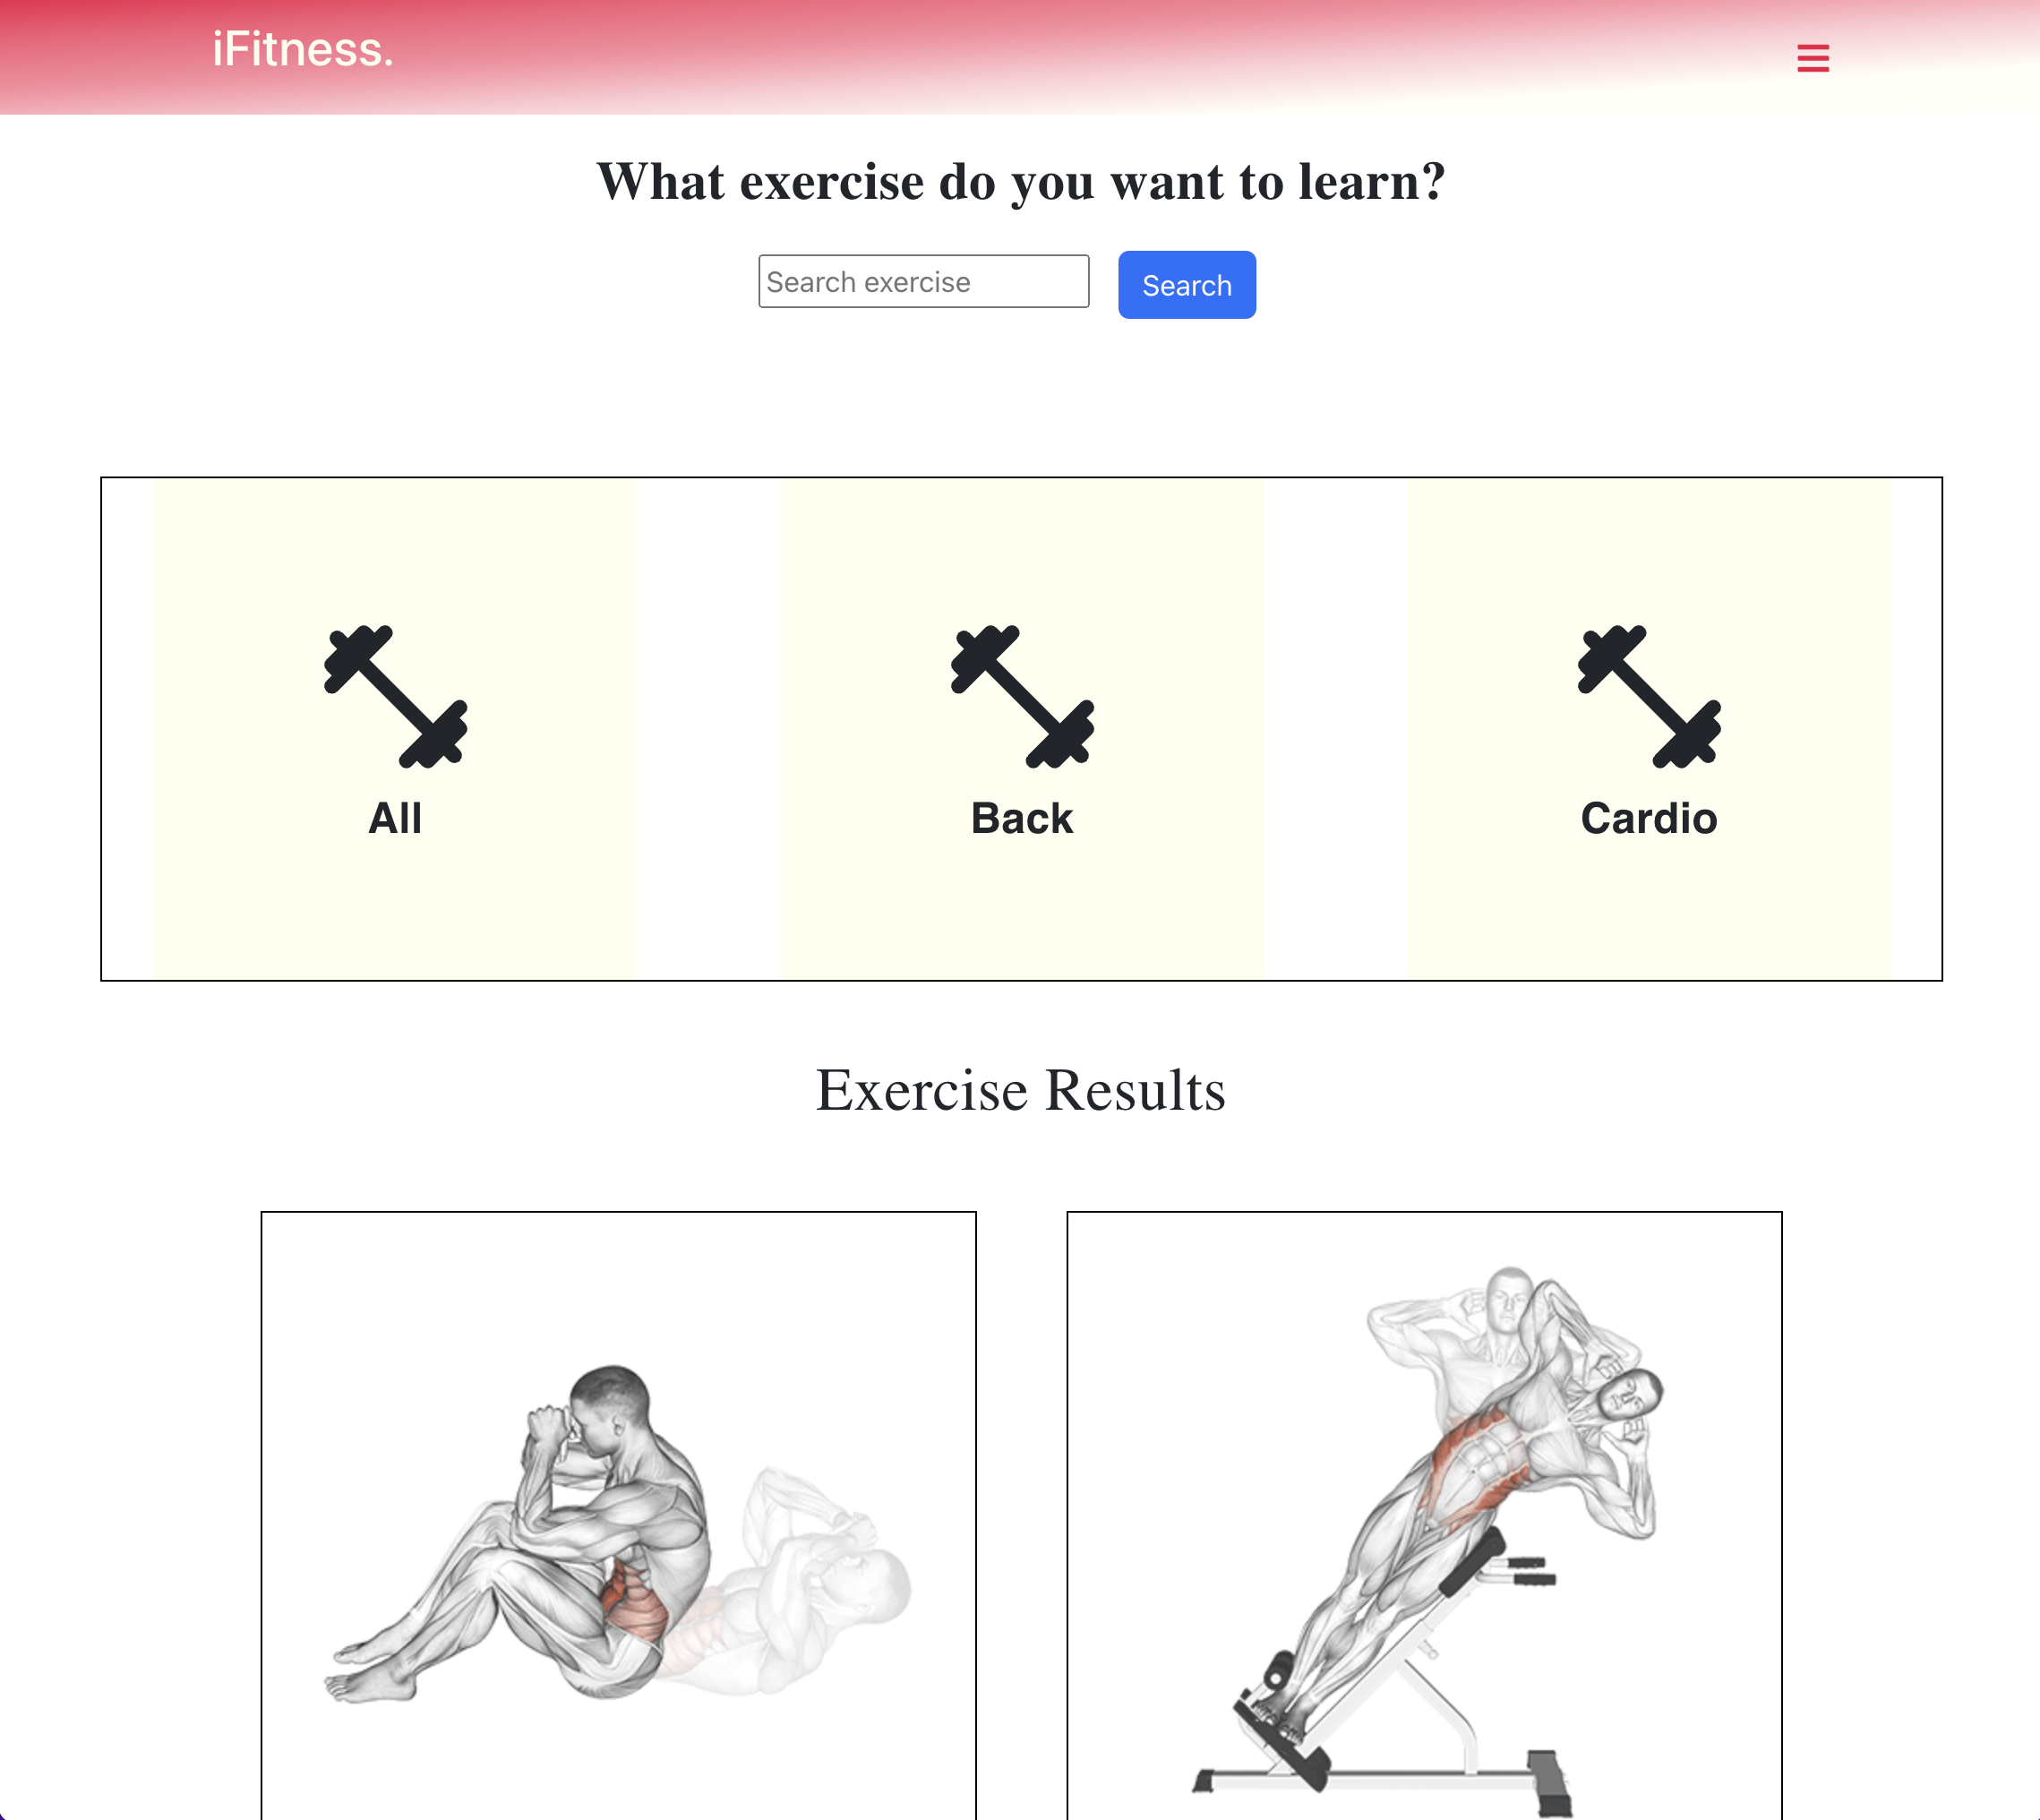 iFitness.
What exercise do you want to learn?
Search exercise
Search
All
Back
Cardio
Exercise Results